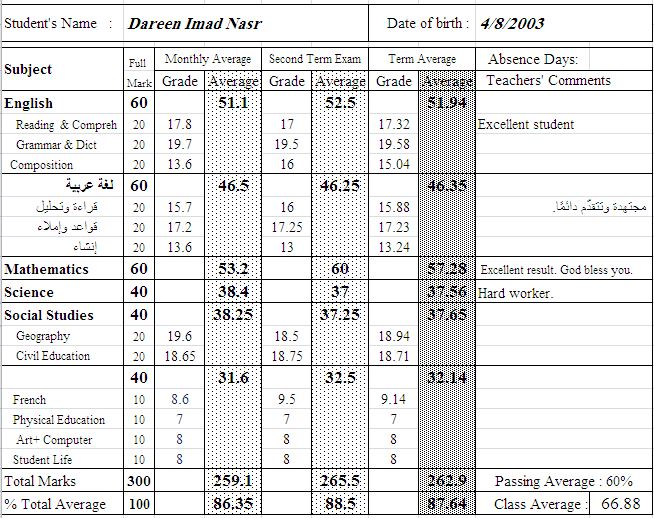 Student's Name : Dareen Imad Nasr Date of birth : 4/8/2003
Subject Full Mark Monthly Average Second Term Exam Term Average Absence Days:
Grade Average Grade Average Grade Average Teachers' Comments
English 60 51.1 52.5 51.94
Reading & Compreh 20 17.8 17 17.32 Excellent student
Grammar & Dict 20 19.7 19.5 19.58
Composition 20 13.6 16 15.04
لغة عربية 60 46.5 46.25 46.35
قراءة وتحليل 20 15.7 16 15.88 مجتهدة وتتقدّم دائمًا.
قواعد وإملاء 20 17.2 17.25 17.23
إنشاء 20 13.6 13 13.24
Mathematics 60 53.2 60 57.28 Excellent result. God bless you.
Science 40 38.4 37 37.56 Hard worker.
Social Studies 40 38.25 37.25 37.65
Geography 20 19.6 18.5 18.94
Civil Education 20 18.65 18.75 18.71
40 31.6 32.5 32.14
French 10 8.6 9.5 9.14
Physical Education 10 7 7 7
Art+ Computer 10 8 8 8
Student Life 10 8 8 8
Total Marks 300 259.1 265.5 262.9 Passing Average : 60%
% Total Average 100 86.35 88.5 87.64 Class Average : 66.88